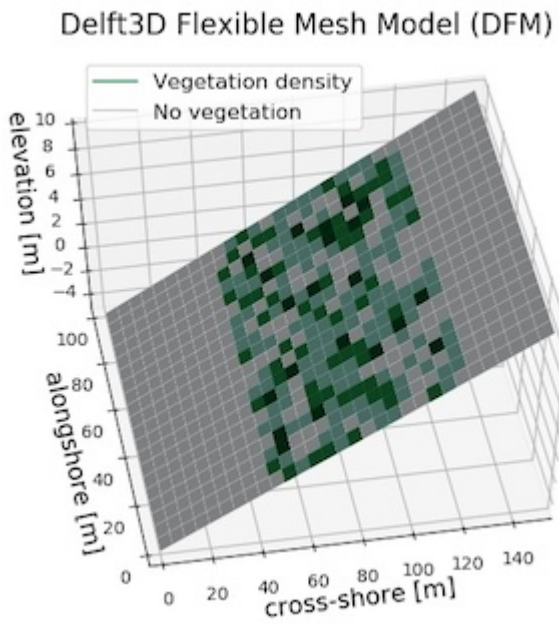 Delft3D Flexible Mesh Model (DFM)
Vegetation density
No vegetation
elevation [m]
10
8
6
4
2
0
−2
−4
alongshore [m]
100
80
60
40
20
0
0 20 40 60 80 100 120 140
cross-shore [m]